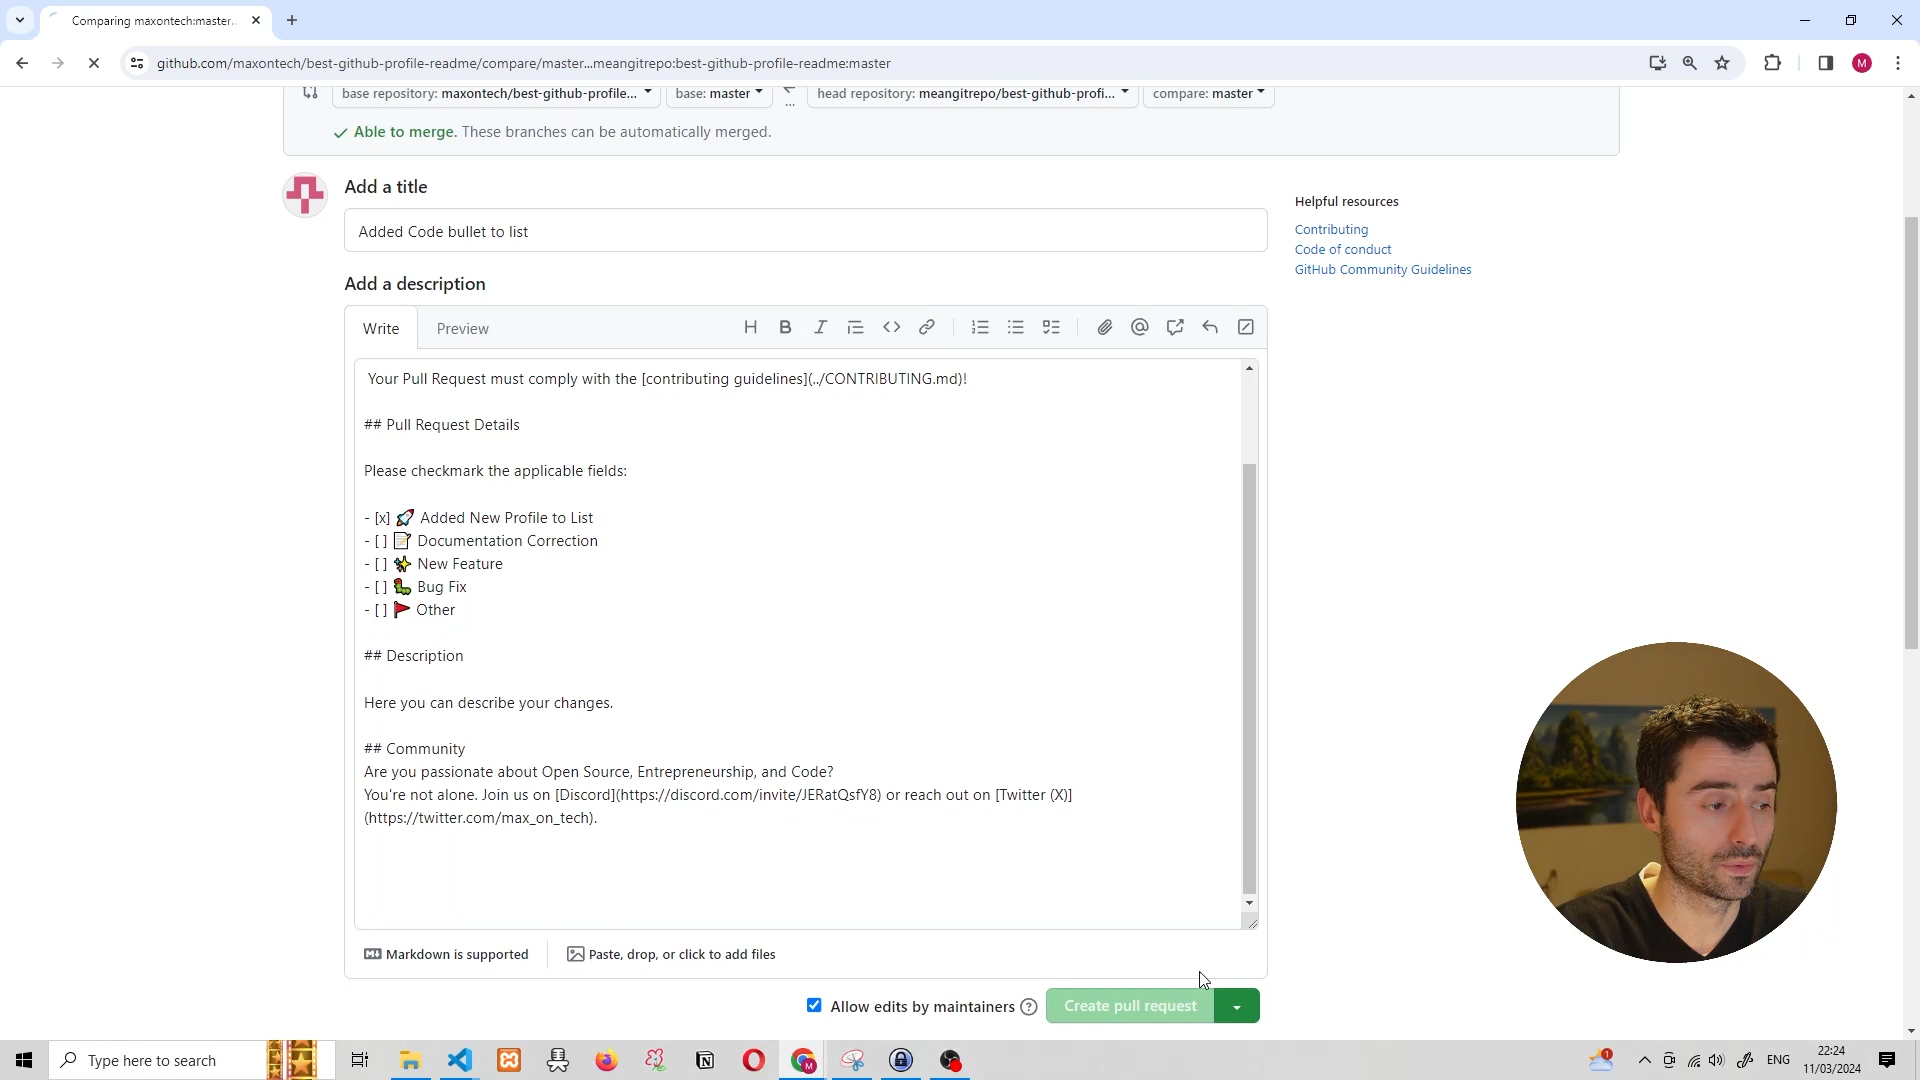 Comparing maxontech:master...
github.com/maxontech/best-github-profile-readme/compare/master...meangitrepo:best-github-profile-readme:master
M
base repository: maxontech/best-github-profile...
base: master
...
head repository: meangitrepo/best-github-profi...
compare: master
Able to merge. These branches can be automatically merged.
Add a title
Added Code bullet to list
Helpful resources
Contributing
Code of conduct
GitHub Community Guidelines
Add a description
Write
Preview
H B I
Your Pull Request must comply with the [contributing guidelines](../CONTRIBUTING.md)!
## Pull Request Details
Please checkmark the applicable fields:
- [x] 🚀 Added New Profile to List
- [ ] 📝 Documentation Correction
- [ ] ✨ New Feature
- [ ] 🐛 Bug Fix
- [ ] 🚩 Other
## Description
Here you can describe your changes.
## Community
Are you passionate about Open Source, Entrepreneurship, and Code?
You're not alone. Join us on [Discord](https://discord.com/invite/JERatQsfY8) or reach out on [Twitter (X)]
(https://twitter.com/max_on_tech).
Markdown is supported
Paste, drop, or click to add files
Allow edits by maintainers
Create pull request
Type here to search
M
1
ENG
22:24
11/03/2024